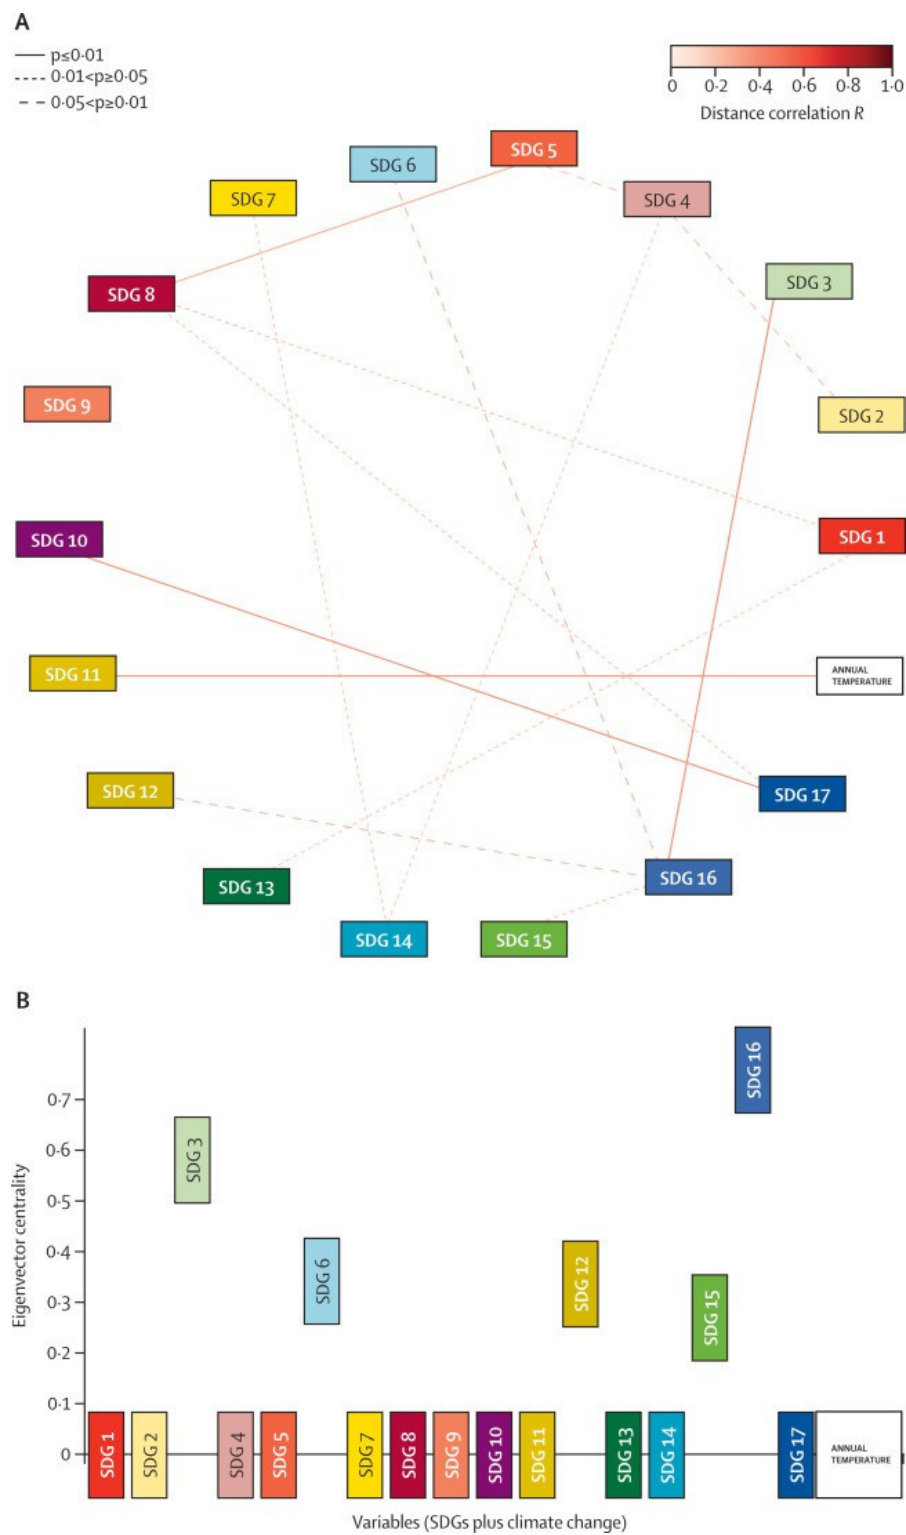 A
p≤0·01
0·01<p≥0·05
0·05<p≥0·01
0 0·2 0·4 0·6 0·8 1·0
Distance correlation R
SDG 5
SDG 6
SDG 4
SDG 7
SDG 3
SDG 8
SDG 9
SDG 2
SDG 10
SDG 1
SDG 11
ANNUAL
TEMPERATURE
SDG 12
SDG 17
SDG 13
SDG 16
SDG 14
SDG 15
B
Eigenvector centrality
0·7
0·6
0·5
0·4
0·3
0·2
0·1
0
SDG 1
SDG 2
SDG 3
SDG 4
SDG 5
SDG 6
SDG 7
SDG 8
SDG 9
SDG 10
SDG 11
SDG 12
SDG 13
SDG 14
SDG 15
SDG 16
SDG 17
ANNUAL
TEMPERATURE
Variables (SDGs plus climate change)